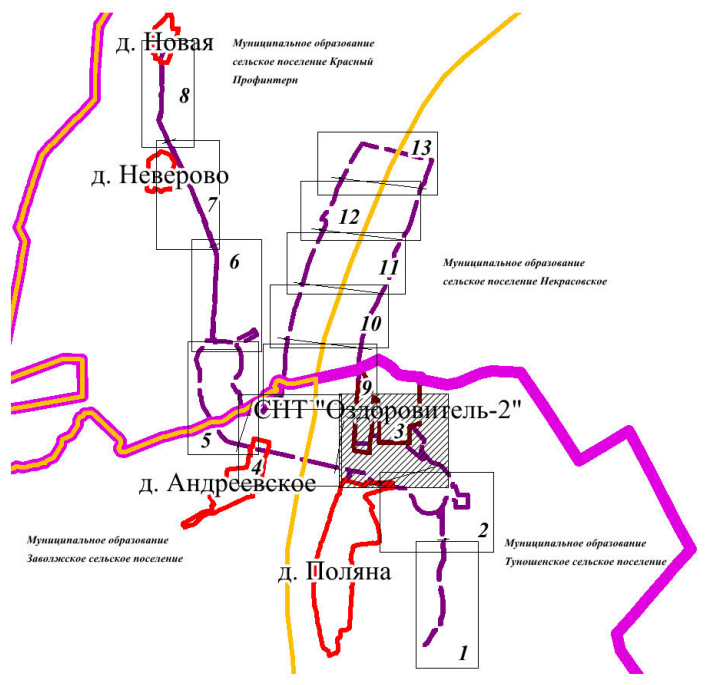 д. Новая
Муниципальное образование
сельское поселение Красный
Профинтерн
8
13
д. Неверово
7
12
6
11
Муниципальное образование
сельское поселение Некрасовское
10
9
СНТ "Оздоровитель-2"
3
5
4
д. Андреевское
2
Муниципальное образование
Заволжское сельское поселение
Муниципальное образование
Туношенское сельское поселение
д. Поляна
1